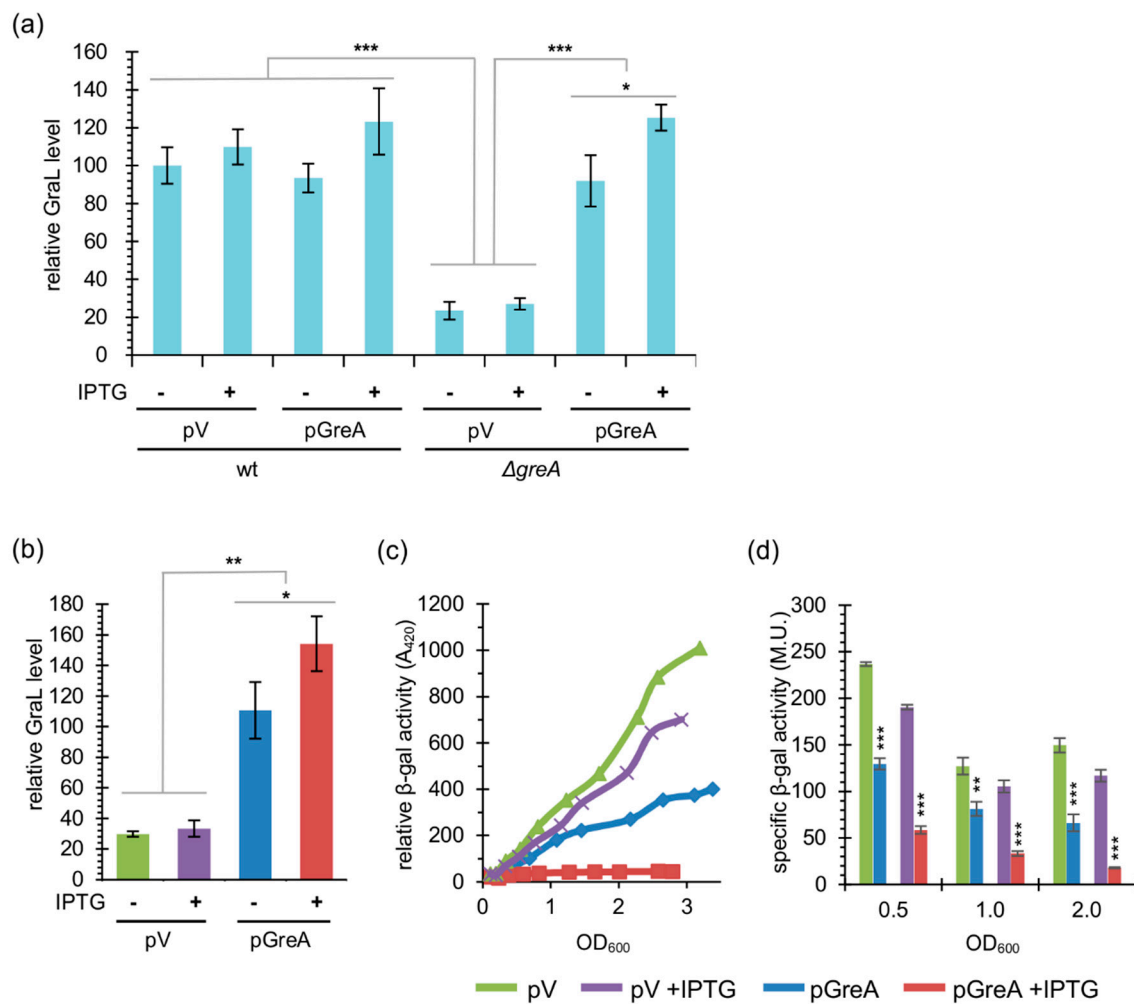 (a)
relative GraL level
160
140
120
100
80
60
40
20
0
***
***
*
IPTG - + - + - + - +
pV pGreA pV pGreA
wt ΔgreA
(b)
relative GraL level
180
160
140
120
100
80
60
40
20
0
**
*
IPTG - + - +
pV pGreA
(c)
relative β-gal activity (A420)
1200
1000
800
600
400
200
0
0 1 2 3
OD600
(d)
specific β-gal activity (M.U.)
300
250
200
150
100
50
0
*** *** ** *** *** ***
0.5 1.0 2.0
OD600
pV pV +IPTG pGreA pGreA +IPTG